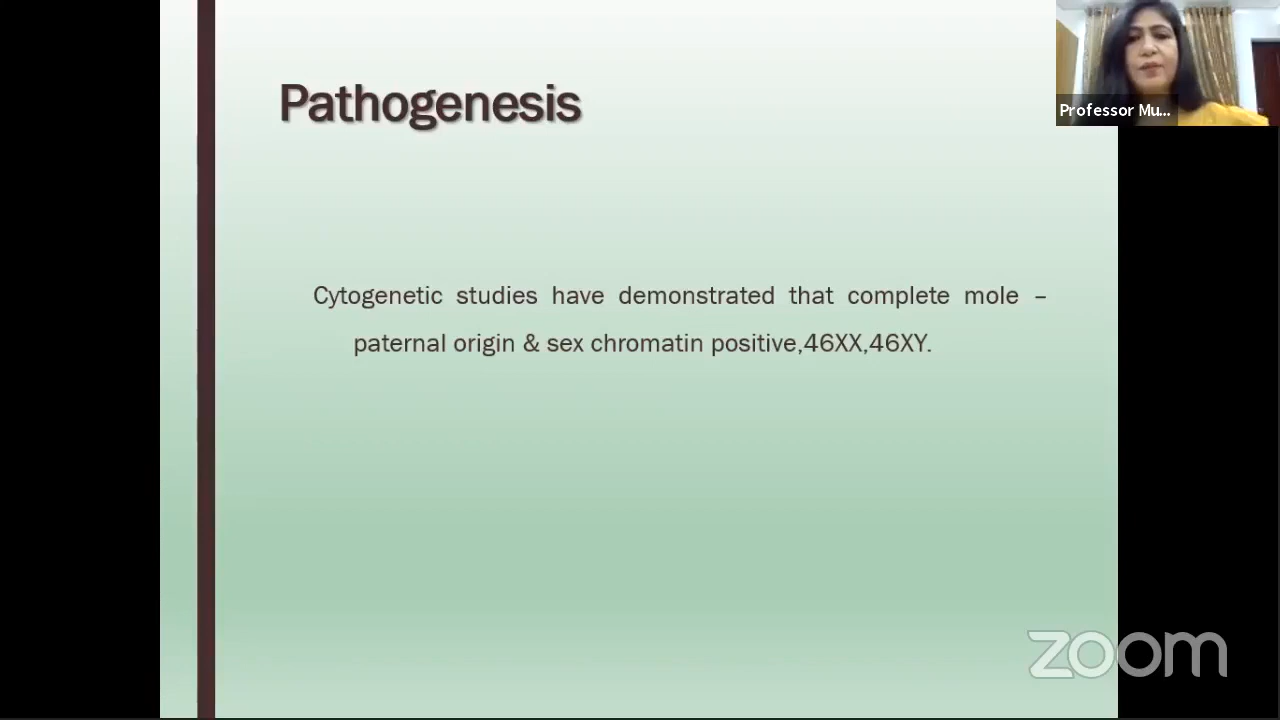 Pathogenesis
Professor Mu...
Cytogenetic studies have demonstrated that complete mole –
paternal origin & sex chromatin positive,46XX,46XY.
zoom